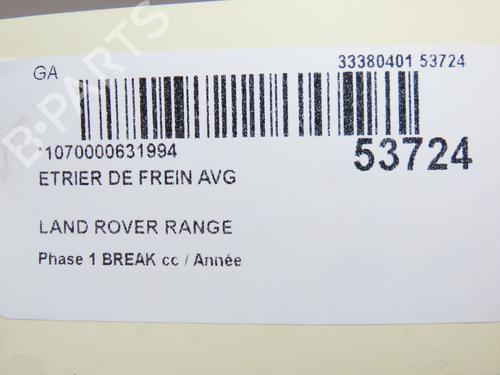 GA
33380401 53724
*1070000631994
53724
ETRIER DE FREIN AVG
LAND ROVER RANGE
Phase 1 BREAK cc / Année
B-PARTS